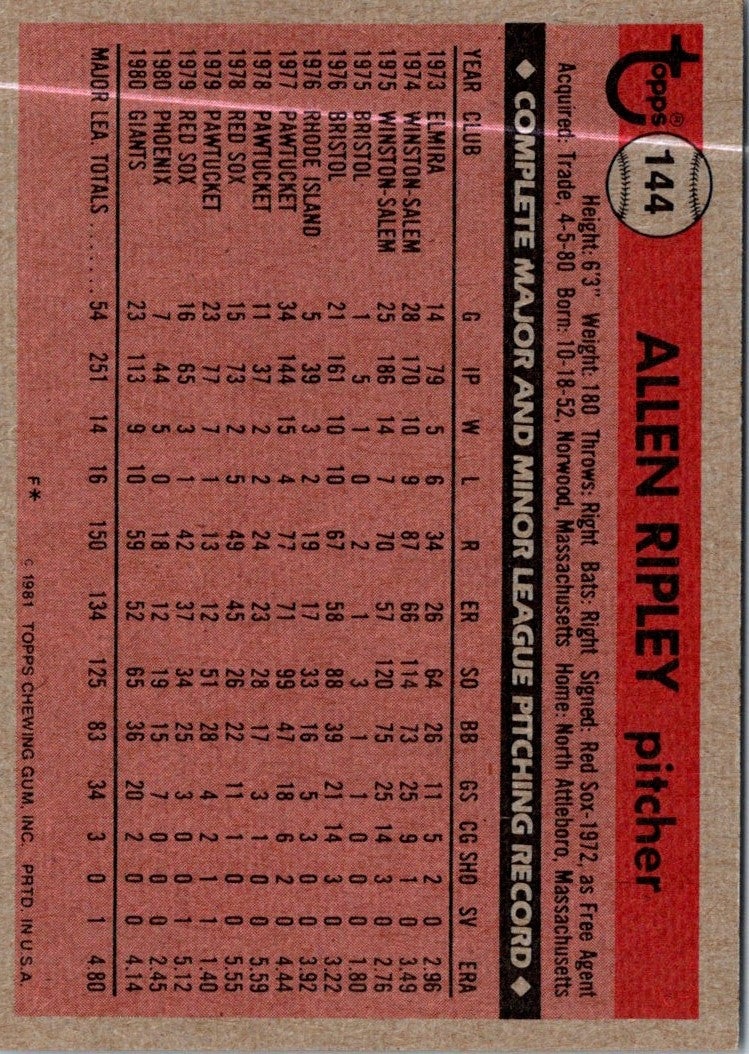 topps® 144 ALLEN RIPLEY pitcher
Height: 6'3" Weight: 180 Throws: Right Bats: Right Signed: Red Sox-1972, as Free Agent
Acquired: Trade, 4-5-80 Born: 10-18-52, Norwood, Massachusetts Home: North Attleboro, Massachusetts
◆ COMPLETE MAJOR AND MINOR LEAGUE PITCHING RECORD ◆
YEAR CLUB G IP W L R ER SO BB GS CG SHO SV ERA
1973 ELMIRA 14 79 5 6 34 26 64 26 11 5 2 0 2.96
1974 WINSTON-SALEM 28 170 10 9 87 66 114 73 25 9 1 0 3.49
1975 WINSTON-SALEM 25 186 14 7 70 57 120 75 25 14 3 0 2.76
1975 BRISTOL 1 5 1 0 2 1 3 1 1 0 0 0 1.80
1976 BRISTOL 21 161 10 10 67 58 88 39 21 14 3 0 3.22
1976 RHODE ISLAND 5 39 3 2 19 17 33 16 5 3 0 0 3.92
1977 PAWTUCKET 34 144 15 4 77 71 99 47 18 6 2 0 4.44
1978 PAWTUCKET 11 37 2 2 24 23 28 17 3 1 0 0 5.59
1978 RED SOX 15 73 2 5 49 45 26 22 11 1 0 0 5.55
1979 PAWTUCKET 23 77 7 1 13 12 51 28 4 2 1 1 1.40
1979 RED SOX 16 65 3 1 42 37 34 25 3 0 0 1 5.12
1980 PHOENIX 7 44 5 0 18 12 19 15 7 0 0 0 2.45
1980 GIANTS 23 113 9 10 59 52 65 36 20 2 0 0 4.14
MAJOR LEA. TOTALS ...... 54 251 14 16 150 134 125 83 34 3 0 1 4.80
F* © 1981 TOPPS CHEWING GUM, INC. PRTD. IN U.S.A.